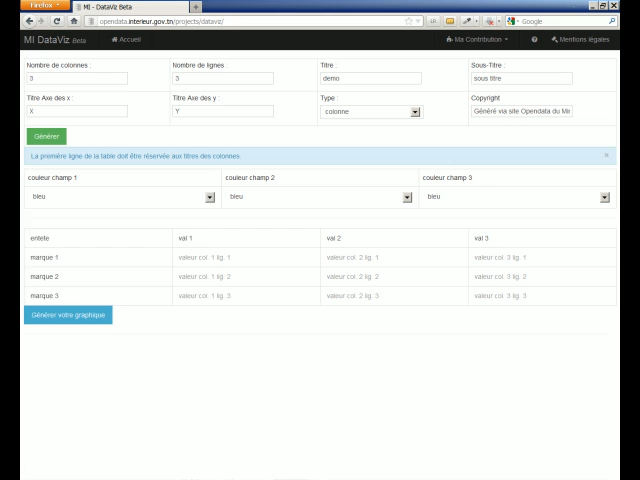 Firefox
MI - DataViz Beta
opendata.interieur.gov.tn/projects/dataviz/
Google
MI DataViz Beta
Accueil
Ma Contribution
Mentions légales
Nombre de colonnes :
Nombre de lignes :
Titre :
Sous-Titre :
3
3
demo
sous titre
Titre Axe des x :
Titre Axe des y :
Type :
Copyright
X
Y
colonne
Généré via site Opendata du Mir
Générer
La première ligne de la table doit être réservée aux titres des colonnes.
couleur champ 1
couleur champ 2
couleur champ 3
bleu
bleu
bleu
entete
val 1
val 2
val 3
marque 1
valeur col. 1 lig. 1
valeur col. 2 lig. 1
valeur col. 3 lig. 1
marque 2
valeur col. 1 lig. 2
valeur col. 2 lig. 2
valeur col. 3 lig. 2
marque 3
valeur col. 1 lig. 3
valeur col. 2 lig. 3
valeur col. 3 lig. 3
Générer votre graphique